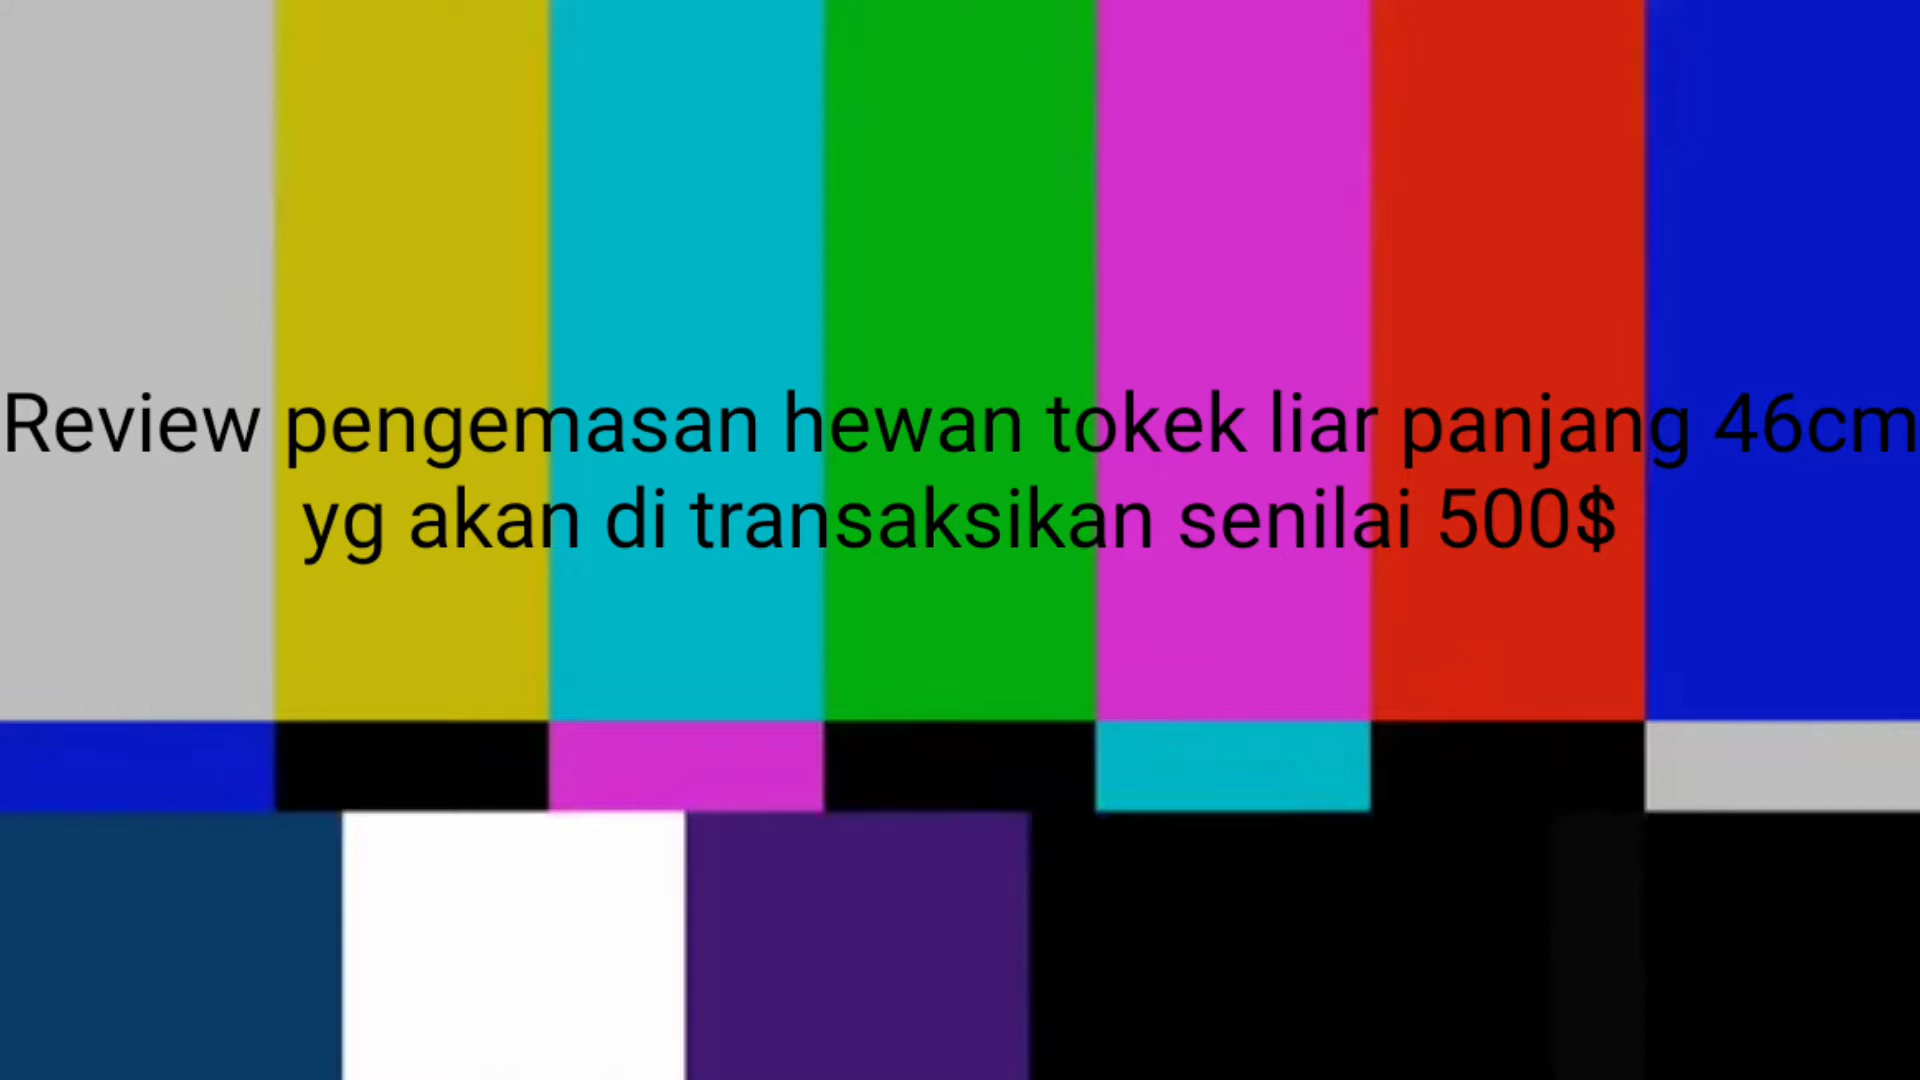 Review pengemasan hewan tokek liar panjang 46cm
yg akan di transaksikan senilai 500$